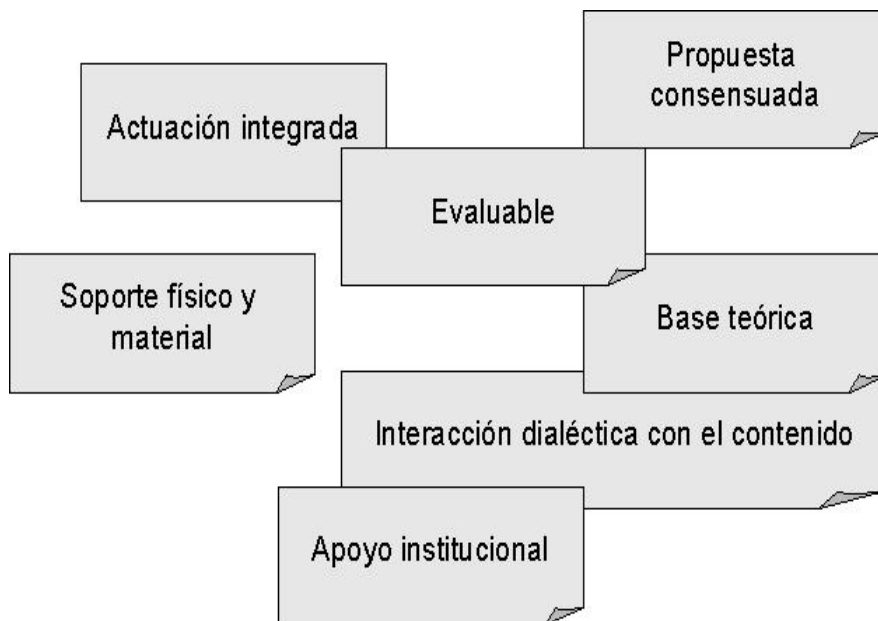 Propuesta
consensuada
Actuación integrada
Evaluable
Soporte físico y
material
Base teórica
Interacción dialéctica con el contenido
Apoyo institucional